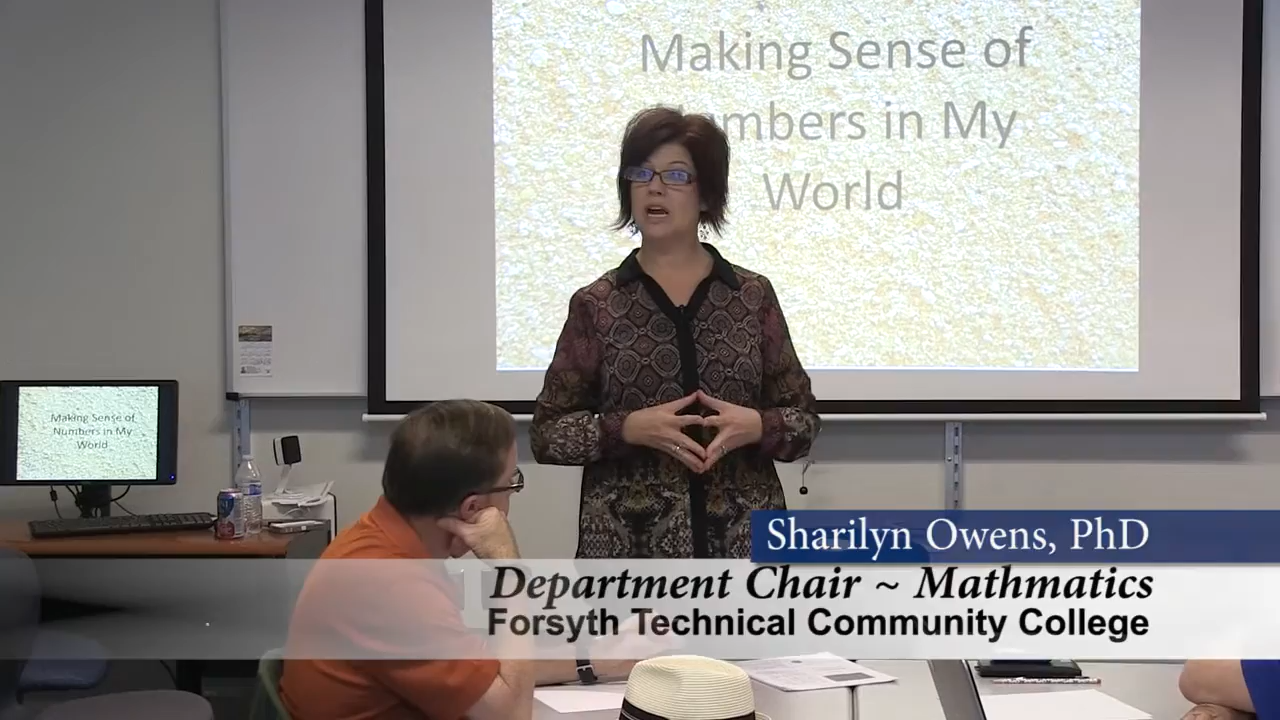 Making Sense of
Numbers in My
World
Making Sense of
Numbers in My
World
Sharilyn Owens, PhD
Department Chair ~ Mathmatics
Forsyth Technical Community College